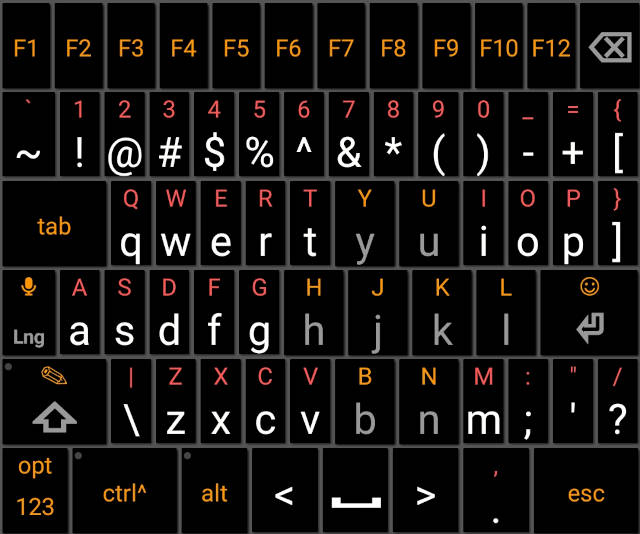 F1 F2 F3 F4 F5 F6 F7 F8 F9 F10 F12
` 1 2 3 4 5 6 7 8 9 0 _ = {
~ ! @ # $ % ^ & * ( ) - + [
Q W E R T Y U I O P }
tab q w e r t y u i o p ]
A S D F G H J K L
Lng a s d f g h j k l
| Z X C V B N M : " /
\ z x c v b n m ; ' ?
opt ,
123 ctrl^ alt < > . esc